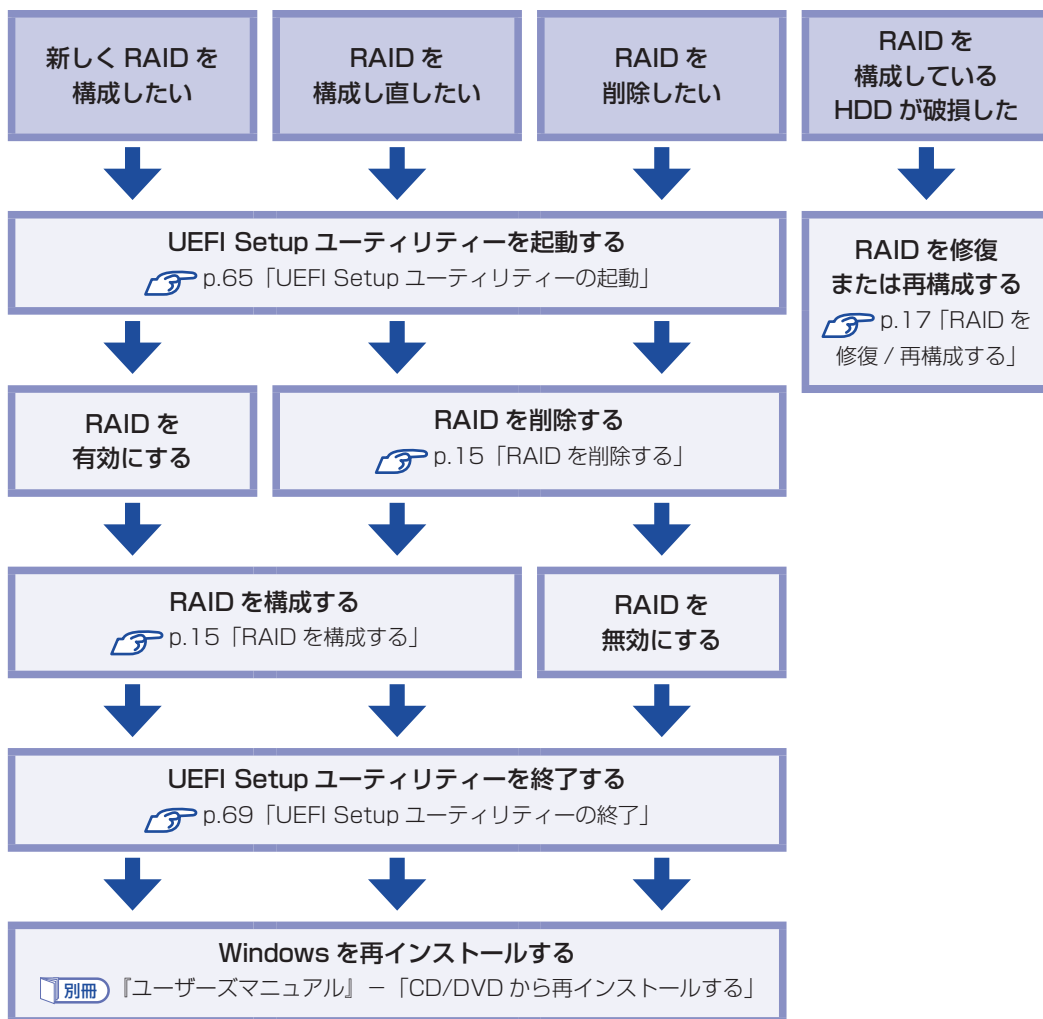 新しく RAID を
構成したい
RAID を
構成し直したい
RAID を
削除したい
RAID を
構成している
HDD が破損した
UEFI Setup ユーティリティーを起動する
p.65「UEFI Setup ユーティリティーの起動」
RAID を修復
または再構成する
p.17「RAID を
修復 / 再構成する」
RAID を
有効にする
RAID を削除する
p.15「RAID を削除する」
RAID を構成する
p.15「RAID を構成する」
RAID を
無効にする
UEFI Setup ユーティリティーを終了する
p.69「UEFI Setup ユーティリティーの終了」
Windows を再インストールする
別冊 『ユーザーズマニュアル』-「CD/DVD から再インストールする」